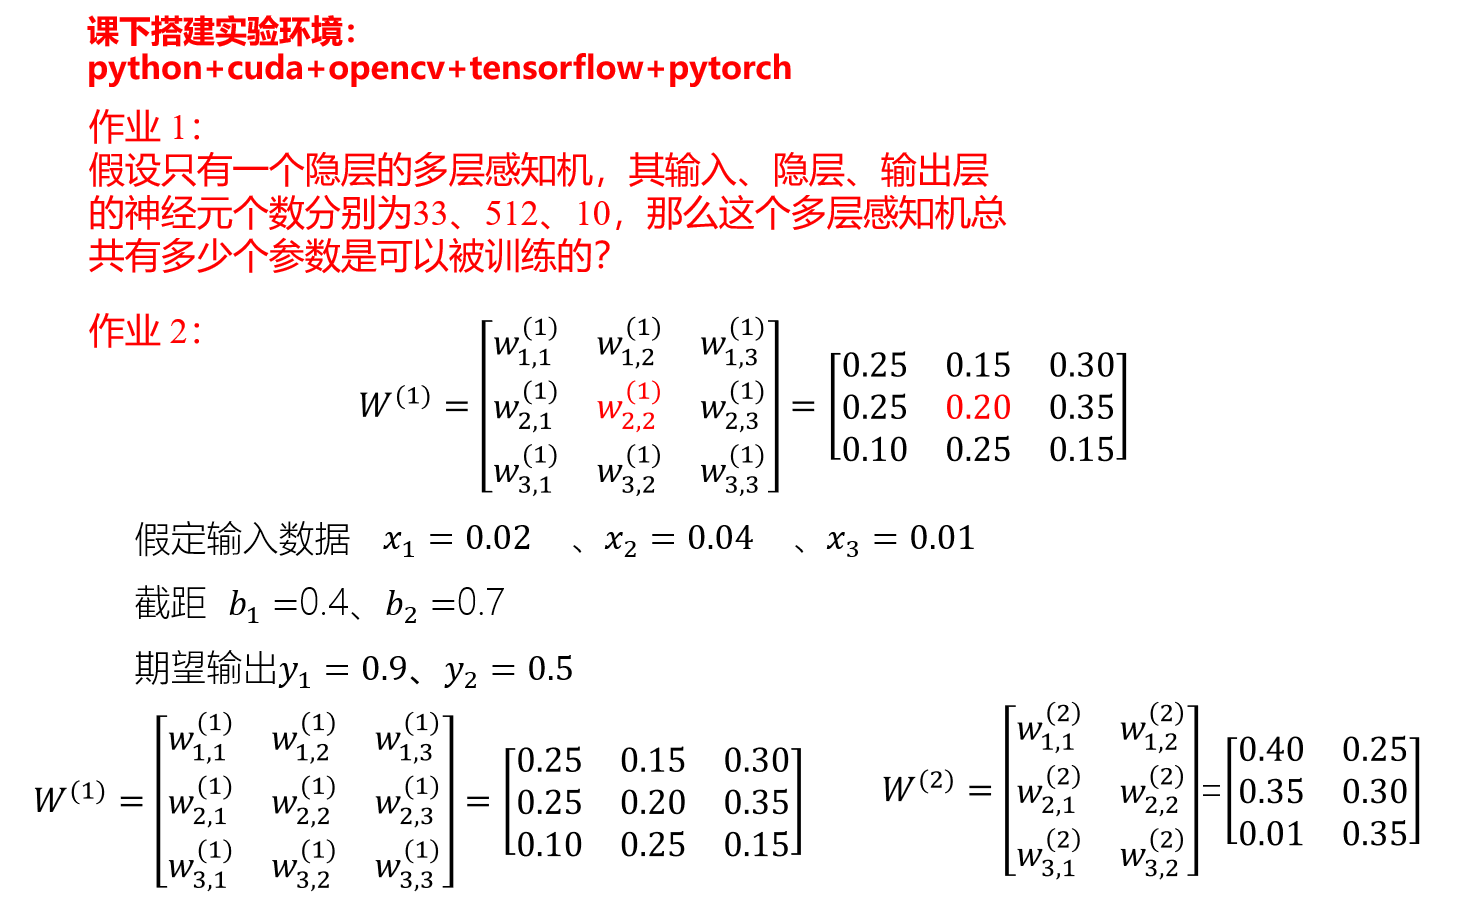 课下搭建实验环境：
python+cuda+opencv+tensorflow+pytorch
作业 1：
假设只有一个隐层的多层感知机，其输入、隐层、输出层
的神经元个数分别为33、512、10，那么这个多层感知机总
共有多少个参数是可以被训练的？
作业 2：
W^{(1)} = \begin{bmatrix} w_{1,1}^{(1)} & w_{1,2}^{(1)} & w_{1,3}^{(1)} \\ w_{2,1}^{(1)} & w_{2,2}^{(1)} & w_{2,3}^{(1)} \\ w_{3,1}^{(1)} & w_{3,2}^{(1)} & w_{3,3}^{(1)} \end{bmatrix} = \begin{bmatrix} 0.25 & 0.15 & 0.30 \\ 0.25 & 0.20 & 0.35 \\ 0.10 & 0.25 & 0.15 \end{bmatrix}
假定输入数据 x_1 = 0.02 、x_2 = 0.04 、x_3 = 0.01
截距 b_1 =0.4、b_2 =0.7
期望输出y_1 = 0.9、y_2 = 0.5
W^{(1)} = \begin{bmatrix} w_{1,1}^{(1)} & w_{1,2}^{(1)} & w_{1,3}^{(1)} \\ w_{2,1}^{(1)} & w_{2,2}^{(1)} & w_{2,3}^{(1)} \\ w_{3,1}^{(1)} & w_{3,2}^{(1)} & w_{3,3}^{(1)} \end{bmatrix} = \begin{bmatrix} 0.25 & 0.15 & 0.30 \\ 0.25 & 0.20 & 0.35 \\ 0.10 & 0.25 & 0.15 \end{bmatrix}
W^{(2)} = \begin{bmatrix} w_{1,1}^{(2)} & w_{1,2}^{(2)} \\ w_{2,1}^{(2)} & w_{2,2}^{(2)} \\ w_{3,1}^{(2)} & w_{3,2}^{(2)} \end{bmatrix} = \begin{bmatrix} 0.40 & 0.25 \\ 0.35 & 0.30 \\ 0.01 & 0.35 \end{bmatrix}